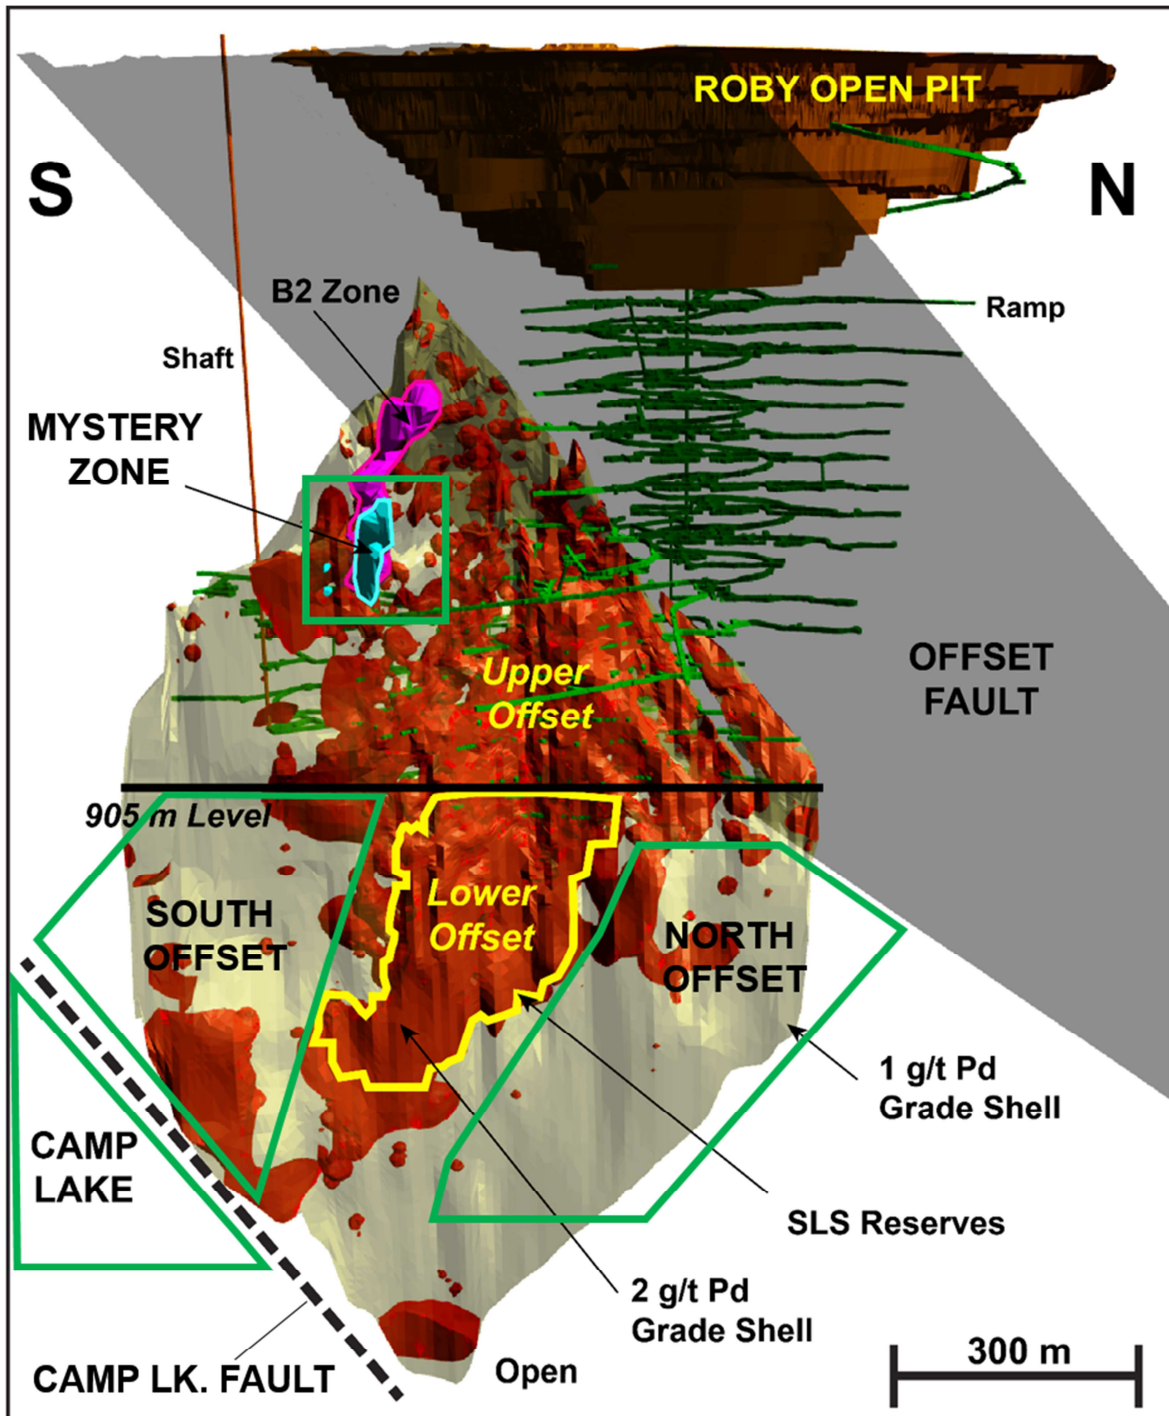 ROBY OPEN PIT
S
N
B2 Zone
Ramp
Shaft
MYSTERY
ZONE
OFFSET
FAULT
Upper
Offset
905 m Level
Lower
Offset
SOUTH
OFFSET
NORTH
OFFSET
1 g/t Pd
Grade Shell
CAMP
LAKE
SLS Reserves
2 g/t Pd
Grade Shell
Open
300 m
CAMP LK. FAULT